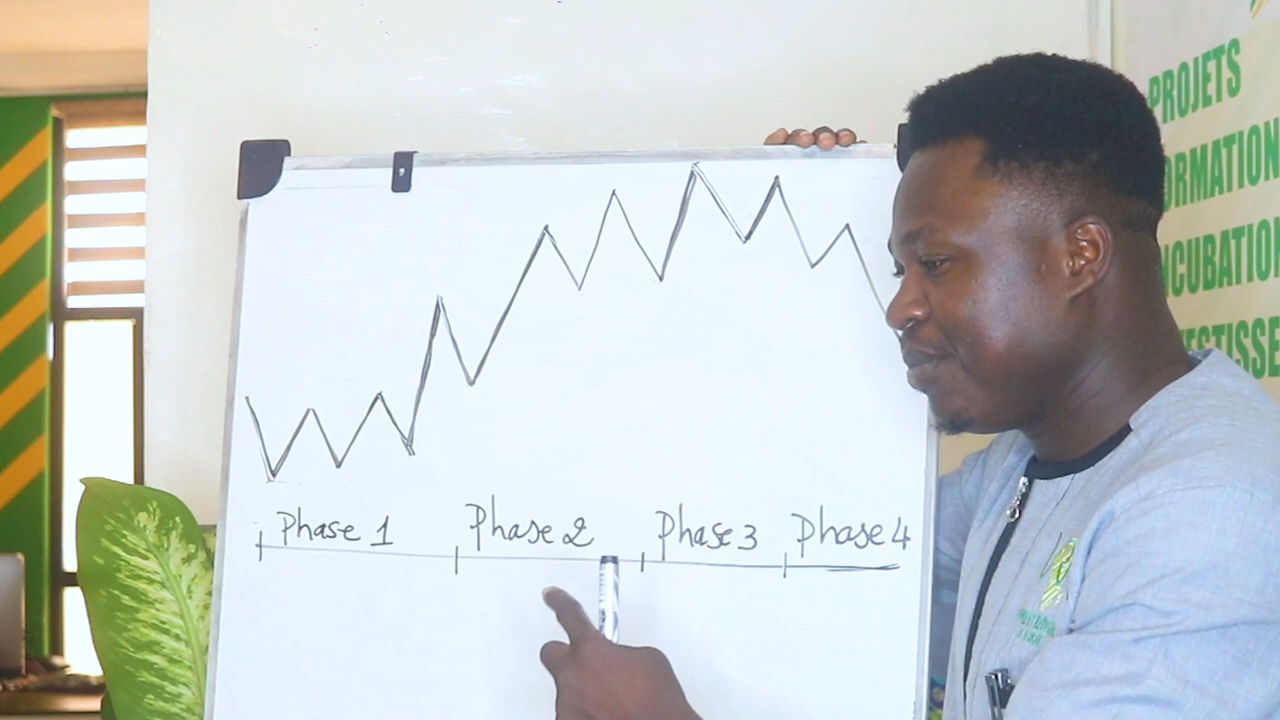 Phase 1
Phase 2
Phase 3
Phase 4
PROJETS
ORMATION
NCUBATION
ESTISSE